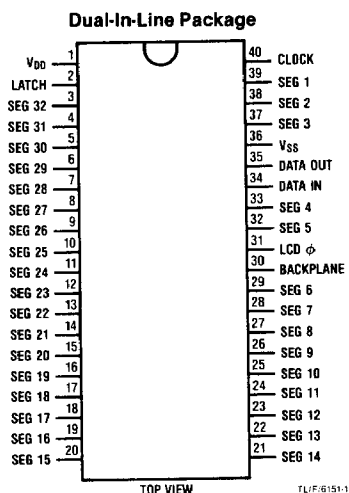 Dual-In-Line Package
V_DD 1
LATCH 2
SEG 32 3
SEG 31 4
SEG 30 5
SEG 29 6
SEG 28 7
SEG 27 8
SEG 26 9
SEG 25 10
SEG 24 11
SEG 23 12
SEG 22 13
SEG 21 14
SEG 20 15
SEG 19 16
SEG 18 17
SEG 17 18
SEG 16 19
SEG 15 20
40 CLOCK
39 SEG 1
38 SEG 2
37 SEG 3
36 V_SS
35 DATA OUT
34 DATA IN
33 SEG 4
32 SEG 5
31 LCD ϕ
30 BACKPLANE
29 SEG 6
28 SEG 7
27 SEG 8
26 SEG 9
25 SEG 10
24 SEG 11
23 SEG 12
22 SEG 13
21 SEG 14
TOP VIEW
TL/F/6151-1